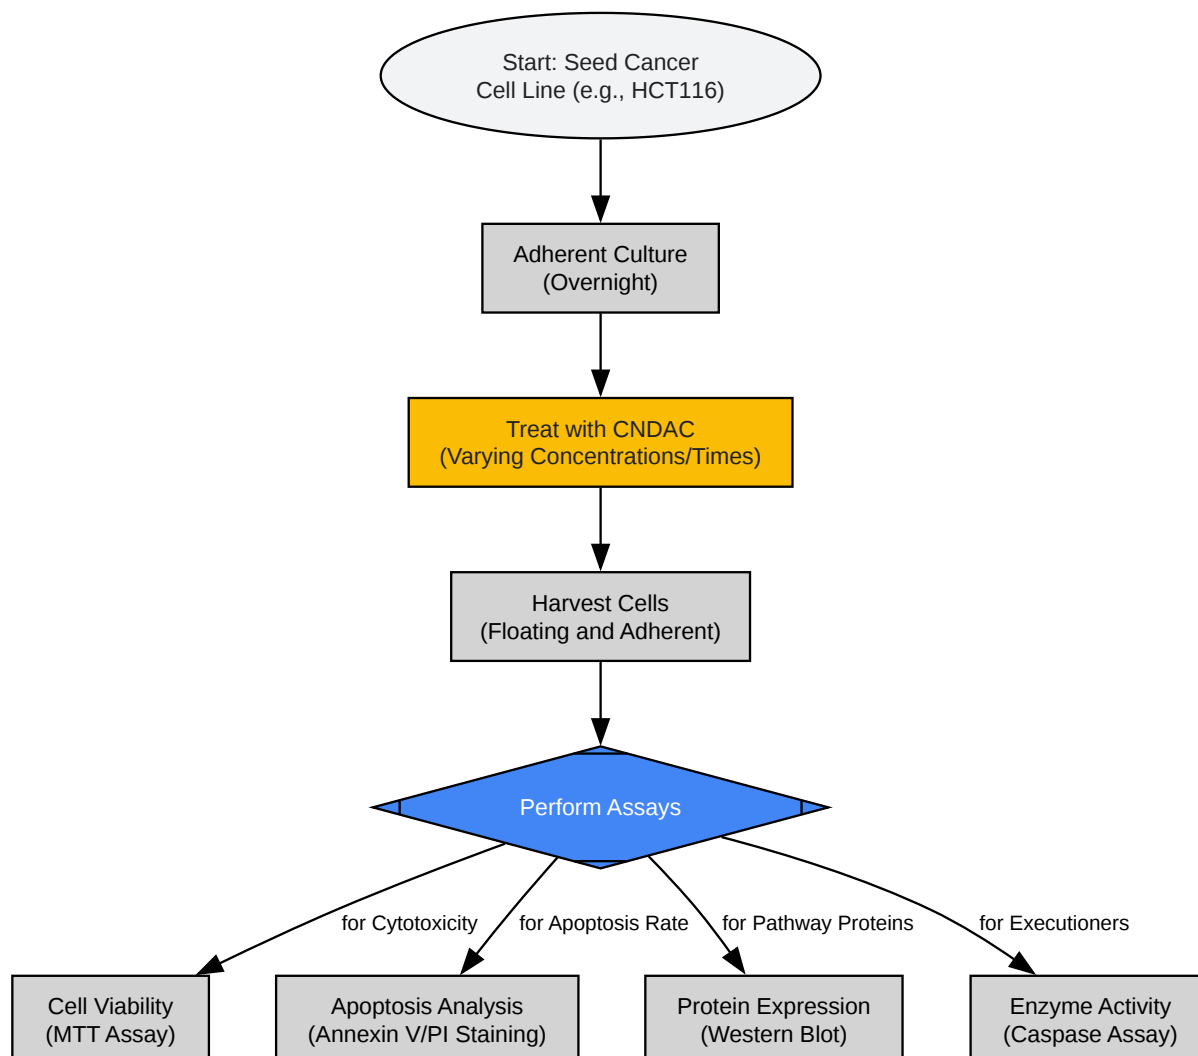 Start: Seed Cancer
Cell Line (e.g., HCT116)
Adherent Culture
(Overnight)
Treat with CNDAC
(Varying Concentrations/Times)
Harvest Cells
(Floating and Adherent)
Perform Assays
for Cytotoxicity
for Apoptosis Rate
for Pathway Proteins
for Executioners
Cell Viability
(MTT Assay)
Apoptosis Analysis
(Annexin V/PI Staining)
Protein Expression
(Western Blot)
Enzyme Activity
(Caspase Assay)